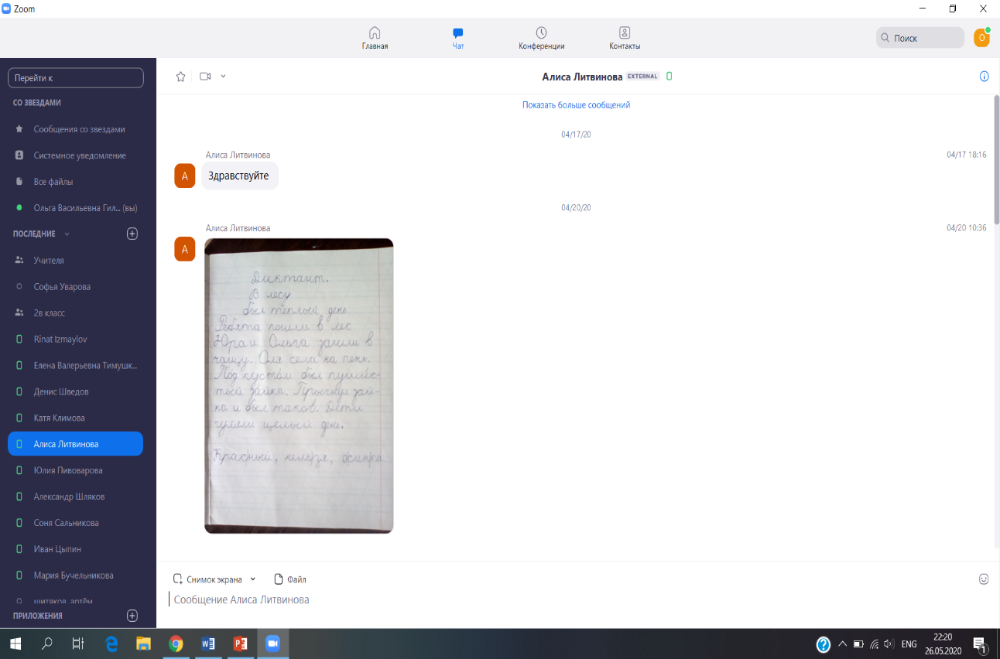 Zoom
Главная
Чат
Конференции
Контакты
Поиск
О
Перейти к
СО ЗВЕЗДАМИ
Сообщения со звездами
Системное уведомление
Все файлы
Ольга Васильевна Гил... (вы)
ПОСЛЕДНИЕ
Учителя
Софья Уварова
2в класс
Rinat Izmaylov
Елена Валерьевна Тимушк...
Денис Шведов
Катя Климова
Алиса Литвинова
Юлия Пивоварова
Александр Шляков
Соня Сальникова
Иван Цыпин
Мария Бучельникова
щитяков артём
ПРИЛОЖЕНИЯ
Алиса Литвинова EXTERNAL
Показать больше сообщений
04/17/20
Алиса Литвинова
04/17 18:16
А
Здравствуйте
04/20/20
Алиса Литвинова
04/20 10:36
А
Диктант.
В лесу
был тёплый день.
Ребята пошли в лес.
Юра и Ольга зашли в
чащу. Оля села на пень.
Под кустом был пушис-
тый зайка. Прыгнул зай-
ка и был таков. Дети
гуляли целый день.
Красный, осинка
Снимок экрана
Файл
Сообщение Алиса Литвинова
ENG
22:20
26.05.2020
1